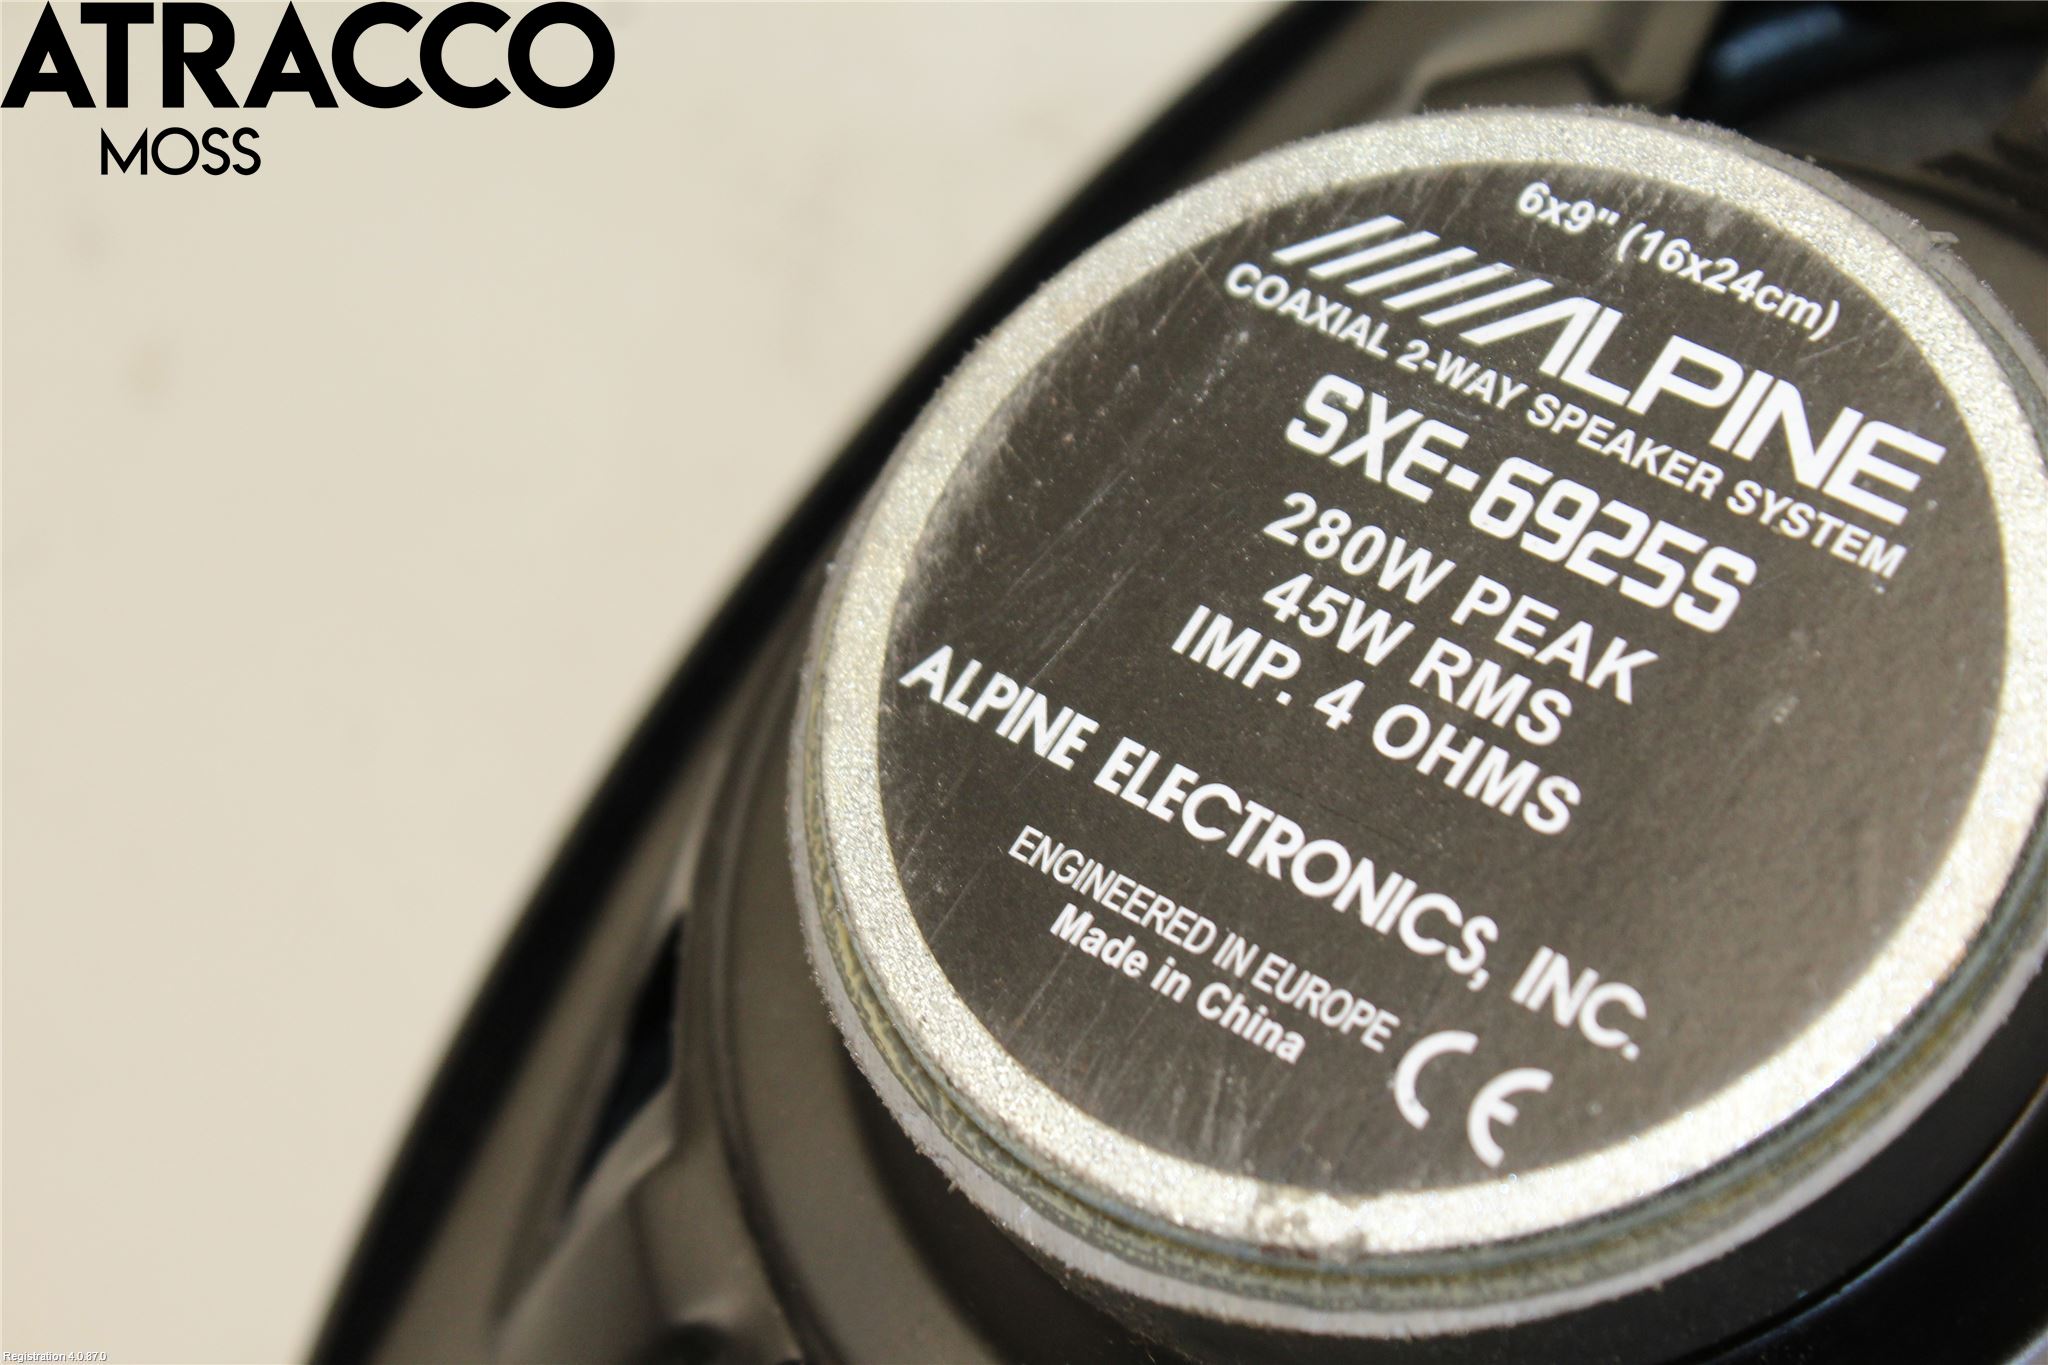 ATRACCO
MOSS
6x9" (16x24cm)
ALPINE
COAXIAL 2-WAY SPEAKER SYSTEM
SXE-6925S
280W PEAK
45W RMS
IMP. 4 OHMS
ALPINE ELECTRONICS, INC.
ENGINEERED IN EUROPE
Made in China
CE
Registration 4.0.87.0